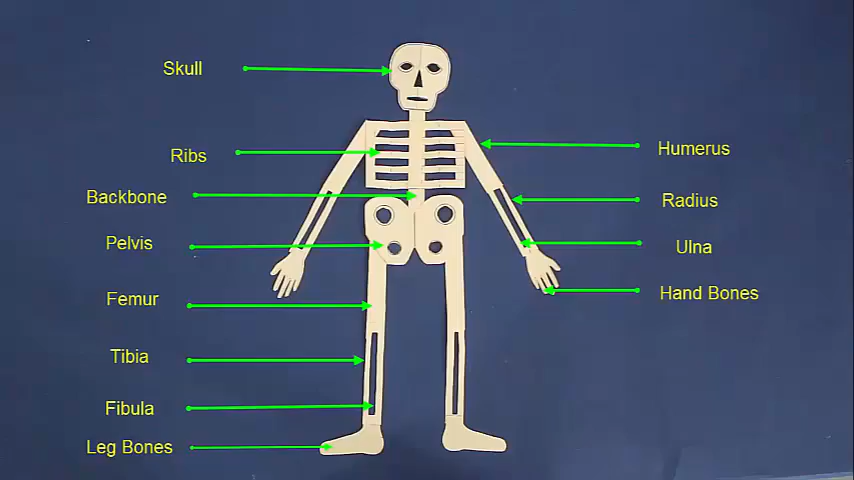 Skull
Ribs
Backbone
Pelvis
Femur
Tibia
Fibula
Leg Bones
Humerus
Radius
Ulna
Hand Bones